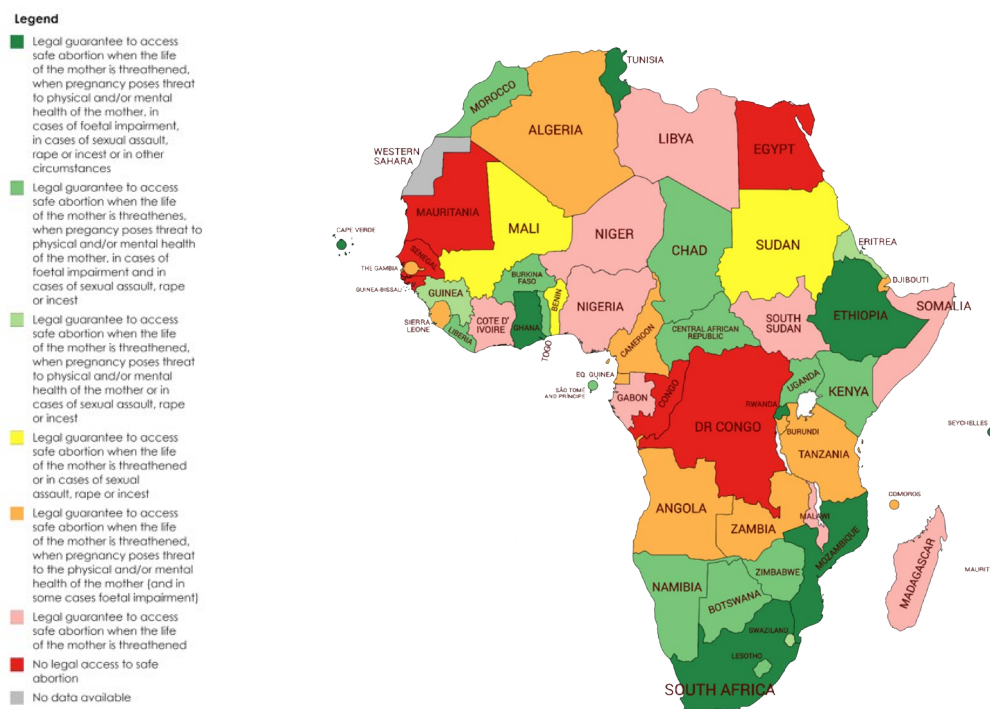 Legend
Legal guarantee to access
safe abortion when the life
of the mother is threathened,
when pregnancy poses threat
to physical and/or mental
health of the mother, in
cases of foetal impairment,
in cases of sexual assault,
rape or incest or in other
circumstances
Legal guarantee to access
safe abortion when the life
of the mother is threathenes,
when pregancy poses threat to
physical and/or mental health
of the mother, in cases of
foetal impairment and in
cases of sexual assault, rape
or incest
Legal guarantee to access
safe abortion when the life
of the mother is threathened,
when pregnancy poses threat
to physical and/or mental
health of the mother or in
cases of sexual assault, rape
or incest
Legal guarantee to access
safe abortion when the life
of the mother is threathened
or in cases of sexual
assault, rape or incest
Legal guarantee to access
safe abortion when the life
of the mother is threathened,
when pregnancy poses threat
to the physical and/or mental
health of the mother (and in
some cases foetal impairment)
Legal guarantee to access
safe abortion when the life
of the mother is threathened
No legal access to safe
abortion
No data available
TUNISIA
MOROCCO
ALGERIA
LIBYA
EGYPT
WESTERN
SAHARA
MAURITANIA
MALI
NIGER
CHAD
SUDAN
ERITREA
CAPE VERDE
SENEGAL
THE GAMBIA
GUINEA-BISSAU
GUINEA
BURKINA
FASO
BENIN
NIGERIA
DJIBOUTI
SOMALIA
SIERRA
LEONE
LIBERIA
COTE D'
IVOIRE
GHANA
TOGO
CAMEROON
CENTRAL AFRICAN
REPUBLIC
SOUTH
SUDAN
ETHIOPIA
EQ. GUINEA
SÃO TOMÉ
AND PRÍNCIPE
GABON
CONGO
DR CONGO
UGANDA
KENYA
RWANDA
BURUNDI
TANZANIA
SEYCHELLES
COMOROS
ANGOLA
ZAMBIA
MALAWI
MOZAMBIQUE
MADAGASCAR
MAURIT
NAMIBIA
BOTSWANA
ZIMBABWE
SWAZILAND
LESOTHO
SOUTH AFRICA